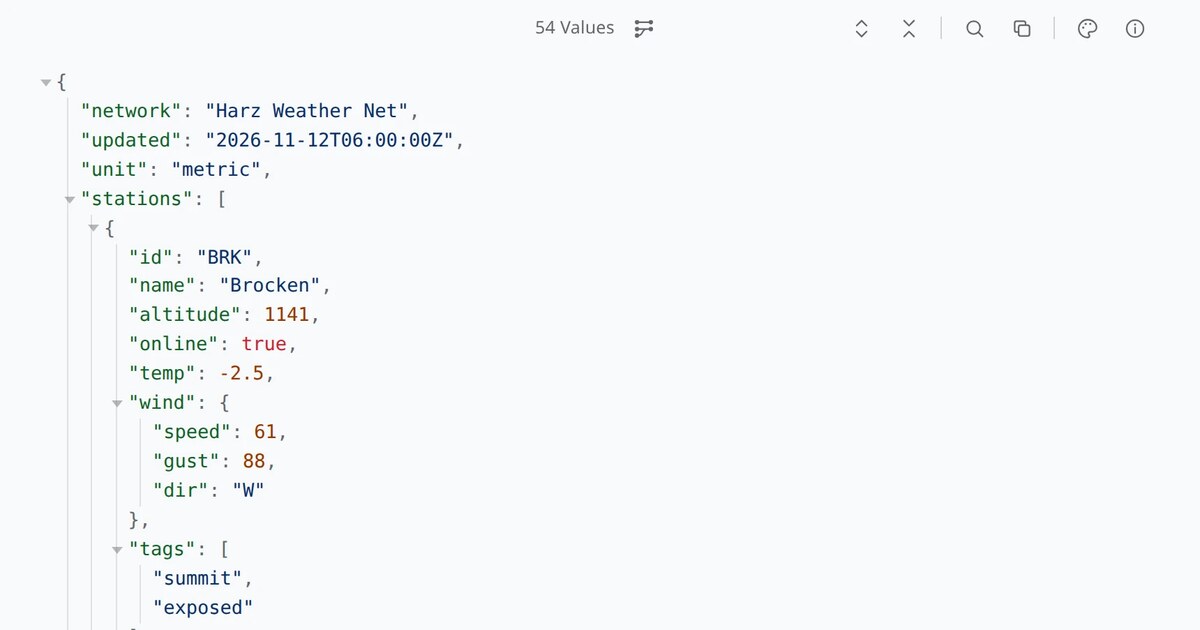 54 Values
{
"network": "Harz Weather Net",
"updated": "2026-11-12T06:00:00Z",
"unit": "metric",
"stations": [
{
"id": "BRK",
"name": "Brocken",
"altitude": 1141,
"online": true,
"temp": -2.5,
"wind": {
"speed": 61,
"gust": 88,
"dir": "W"
},
"tags": [
"summit",
"exposed"